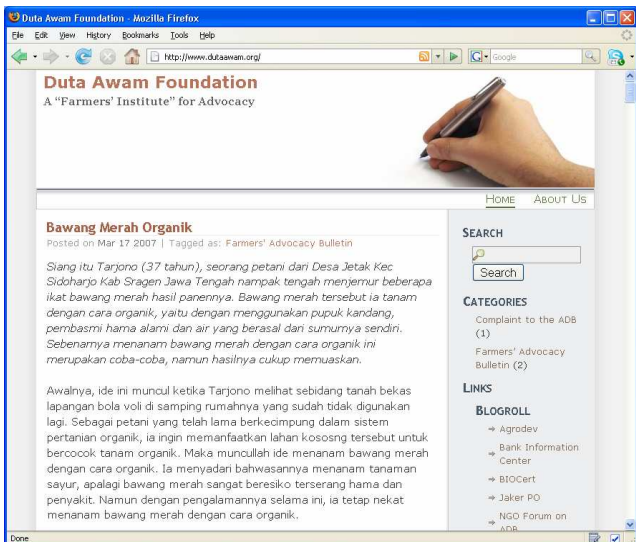 Duta Awam Foundation - Mozilla Firefox
File Edit View History Bookmarks Tools Help
http://www.dutaawam.org/
Google
Duta Awam Foundation
A “Farmers’ Institute” for Advocacy
Home About Us
Bawang Merah Organik
Posted on Mar 17 2007 | Tagged as: Farmers' Advocacy Bulletin
Siang itu Tarjono (37 tahun), seorang petani dari Desa Jetak Kec
Sidoharjo Kab Sragen Jawa Tengah nampak tengah menjemur beberapa
ikat bawang merah hasil panennya. Bawang merah tersebut ia tanam
dengan cara organik, yaitu dengan menggunakan pupuk kandang,
pembasmi hama alami dan air yang berasal dari sumurnya sendiri.
Sebenarnya menanam bawang merah dengan cara organik ini
merupakan coba-coba, namun hasilnya cukup memuaskan.
Awalnya, ide ini muncul ketika Tarjono melihat sebidang tanah bekas
lapangan bola voli di samping rumahnya yang sudah tidak digunakan
lagi. Sebagai petani yang telah lama berkecimpung dalam sistem
pertanian organik, ia ingin memanfaatkan lahan kososng tersebut untuk
bercocok tanam organik. Maka muncullah ide menanam bawang merah
dengan cara organik. Ia menyadari bahwasannya menanam tanaman
sayur, apalagi bawang merah sangat beresiko terserang hama dan
penyakit. Namun dengan pengalamannya selama ini, ia tetap nekat
menanam bawang merah dengan cara organik.
Search
Search
Categories
Complaint to the ADB
(1)
Farmers' Advocacy
Bulletin (2)
Links
Blogroll
⇒ Agrodev
⇒ Bank Information
Center
⇒ BIOCert
⇒ Jaker PO
⇒ NGO Forum on
ADB
Done